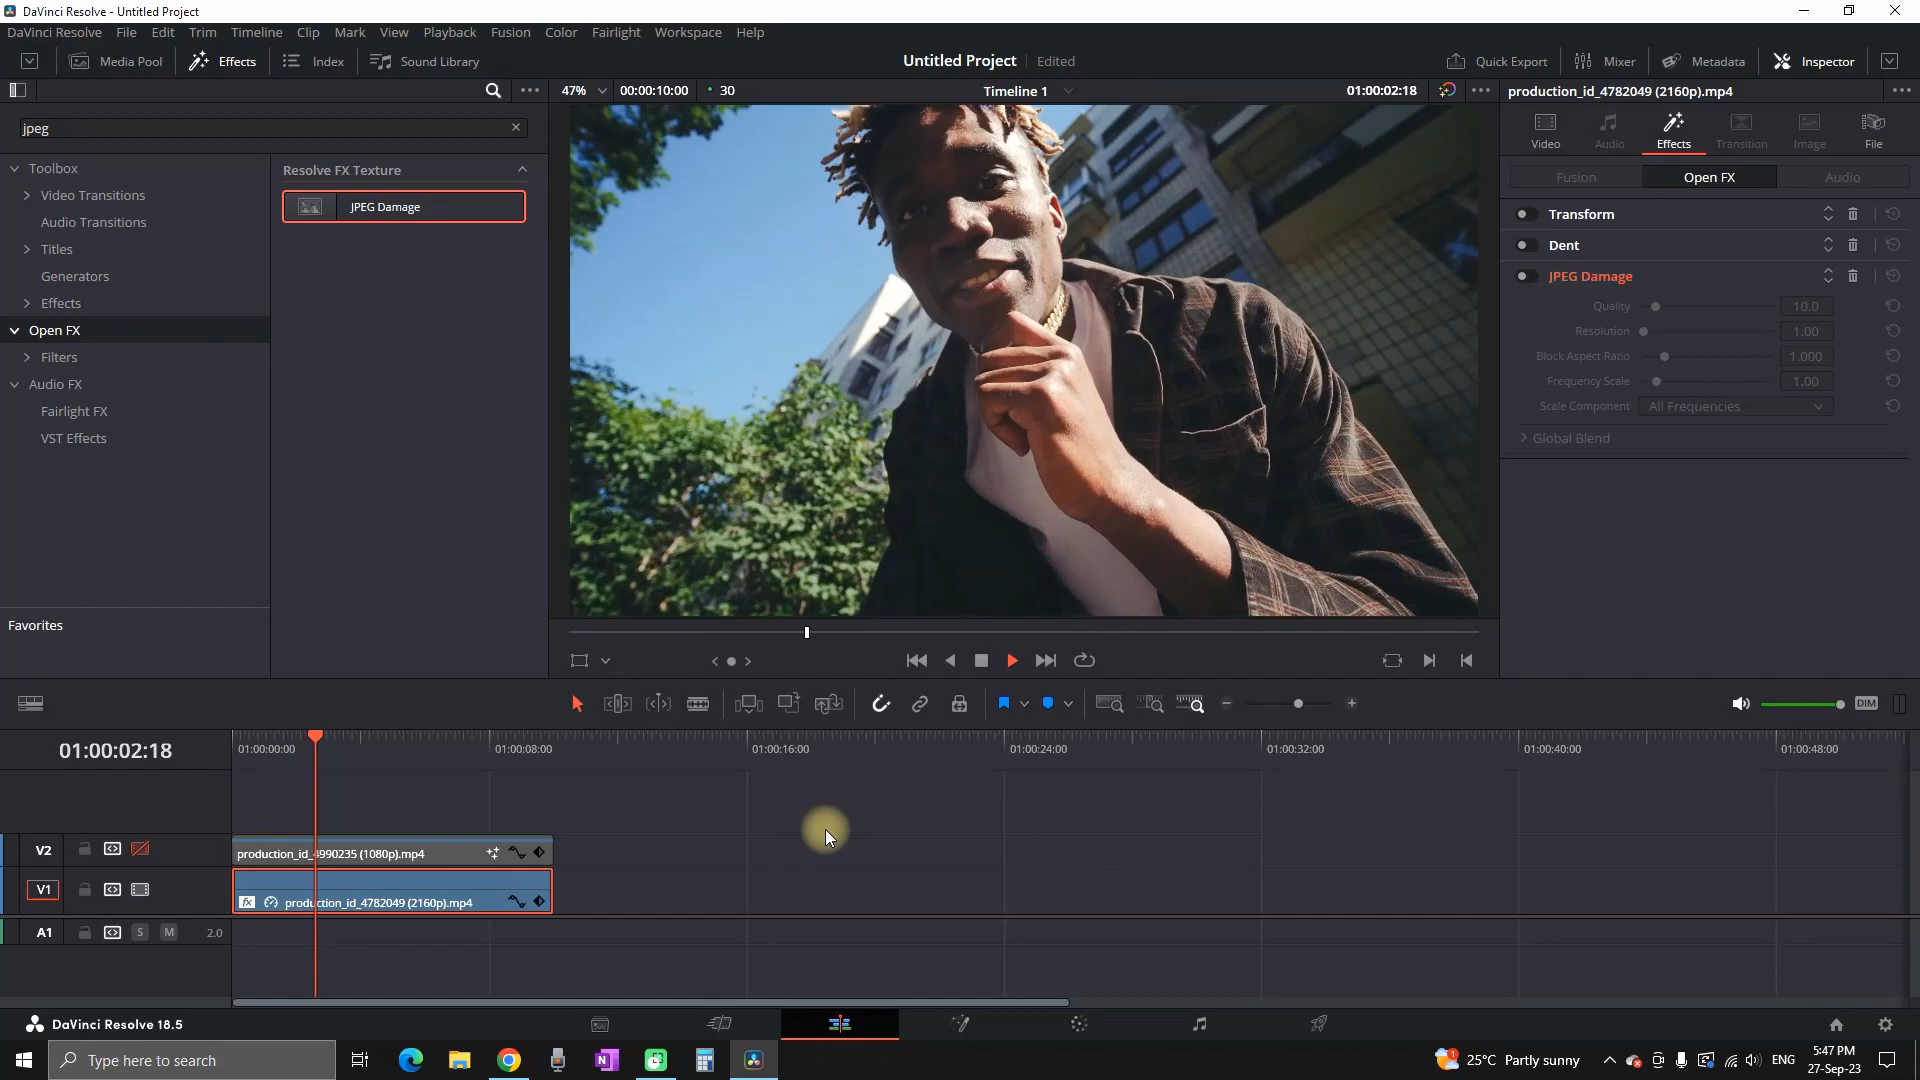 DaVinci Resolve - Untitled Project
DaVinci Resolve File Edit Trim Timeline Clip Mark View Playback Fusion Color Fairlight Workspace Help
Media Pool Effects Index Sound Library Untitled Project Edited Quick Export Mixer Metadata Inspector
47% 00:00:10:00 30 Timeline 1 01:00:02:18 production_id_4782049 (2160p).mp4
jpeg
Video Audio Effects Transition Image File
Toolbox
Video Transitions
Audio Transitions
Titles
Generators
Effects
Open FX
Filters
Audio FX
Fairlight FX
VST Effects
Favorites
Resolve FX Texture
JPEG Damage
Fusion Open FX Audio
Transform
Dent
JPEG Damage
Quality 10.0
Resolution 1.00
Block Aspect Ratio 1.000
Frequency Scale 1.00
Scale Component All Frequencies
Global Blend
DIM
01:00:02:18 01:00:00:00 01:00:08:00 01:00:16:00 01:00:24:00 01:00:32:00 01:00:40:00 01:00:48:00
V2 production_id_4990235 (1080p).mp4
V1 fx production_id_4782049 (2160p).mp4
A1 S M 2.0
DaVinci Resolve 18.5
Type here to search
N
1
25°C Partly sunny
ENG
5:47 PM
27-Sep-23